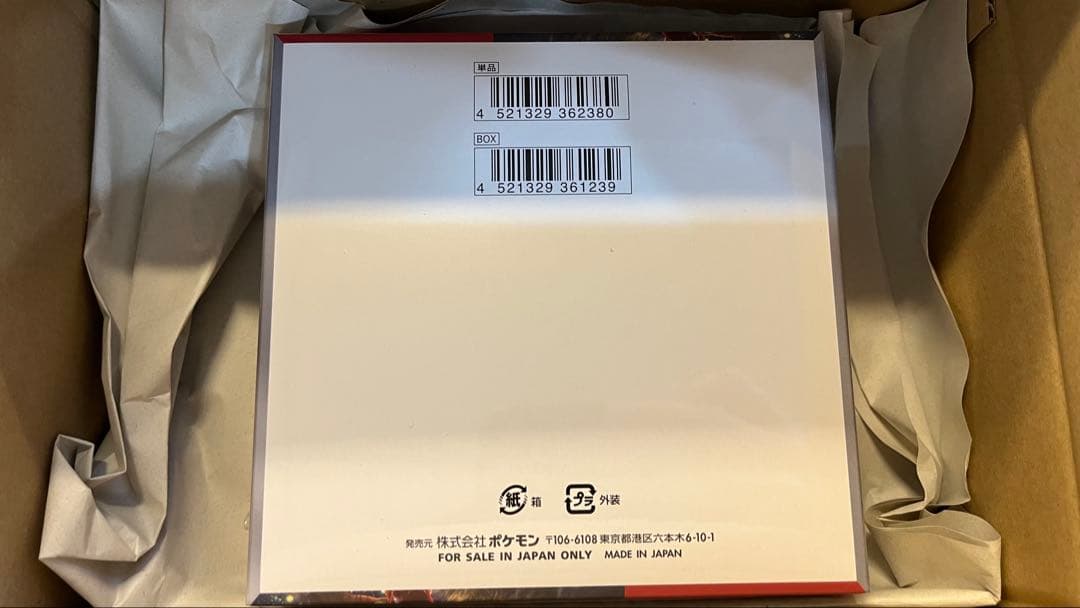 単品
4 521329 362380
BOX
4 521329 361239
紙 箱 プラ 外装
発売元 株式会社 ポケモン 〒106-6108 東京都港区六本木6-10-1
FOR SALE IN JAPAN ONLY MADE IN JAPAN